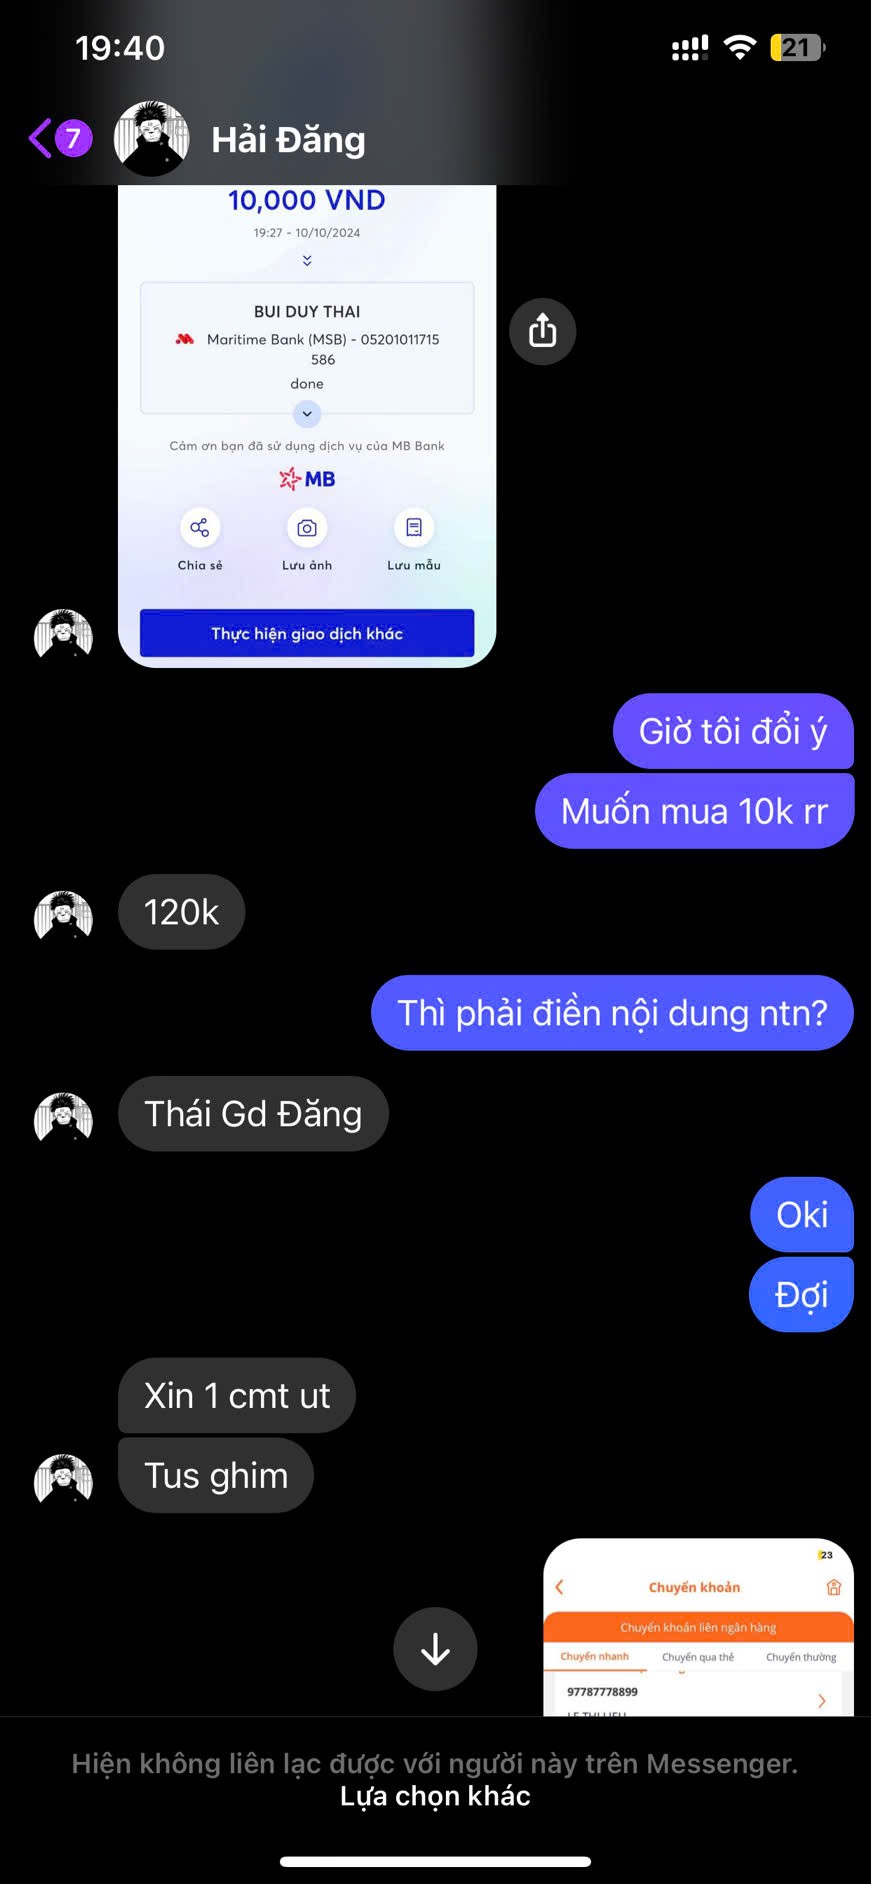 19:40
21
7
Hải Đăng
10,000 VND
19:27 - 10/10/2024
BUI DUY THAI
Maritime Bank (MSB) - 05201011715
586
done
Cảm ơn bạn đã sử dụng dịch vụ của MB Bank
MB
Chia sẻ
Lưu ảnh
Lưu mẫu
Thực hiện giao dịch khác
Giờ tôi đổi ý
Muốn mua 10k rr
120k
Thì phải điền nội dung ntn?
Thái Gd Đăng
Oki
Đợi
Xin 1 cmt ut
Tus ghim
23
Chuyển khoản
Chuyển khoản liên ngân hàng
Chuyển nhanh
Chuyển qua thẻ
Chuyển thường
97787778899
Hiện không liên lạc được với người này trên Messenger.
Lựa chọn khác